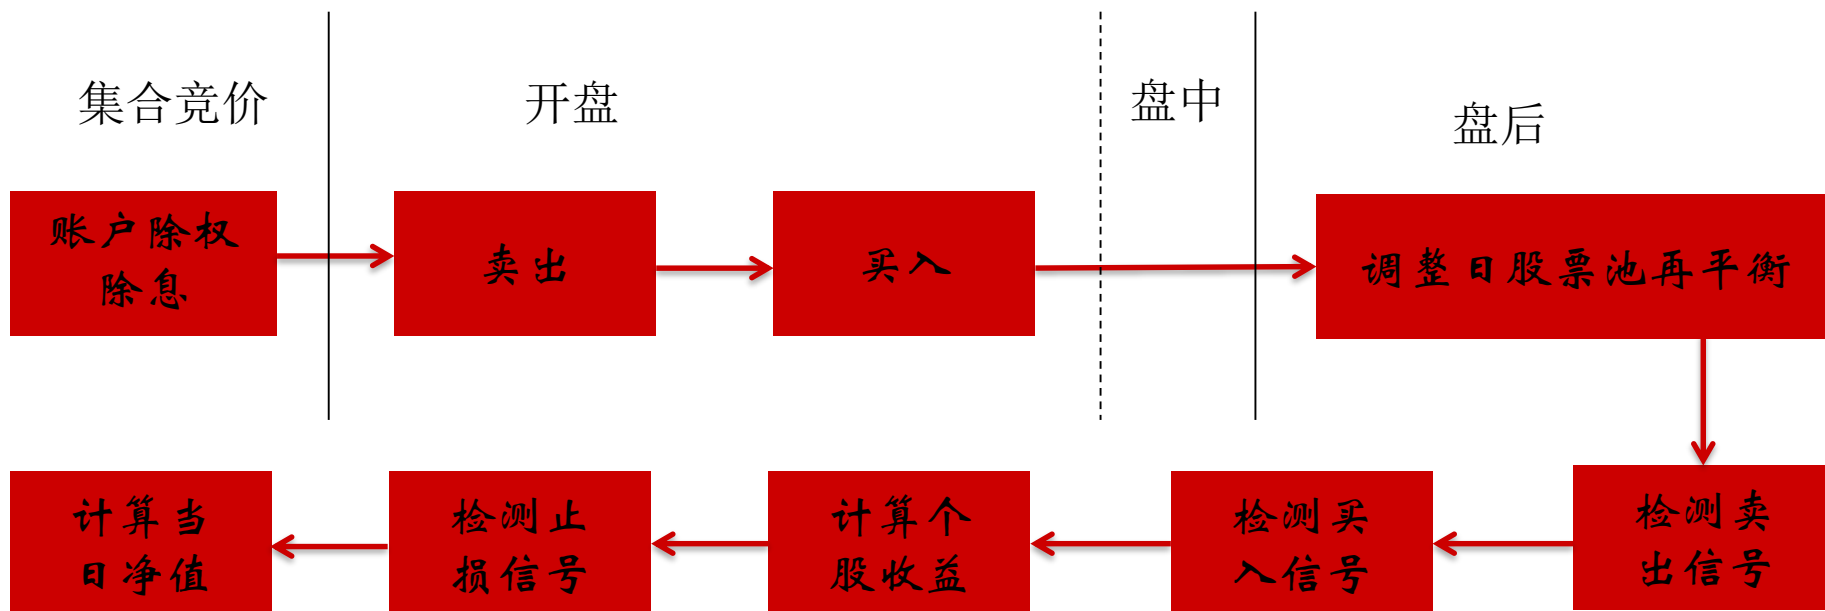 集合竞价
开盘
盘中
盘后
账户除权
除息
卖出
买入
调整日股票池再平衡
计算当
日净值
检测止
损信号
计算个
股收益
检测买
入信号
检测卖
出信号